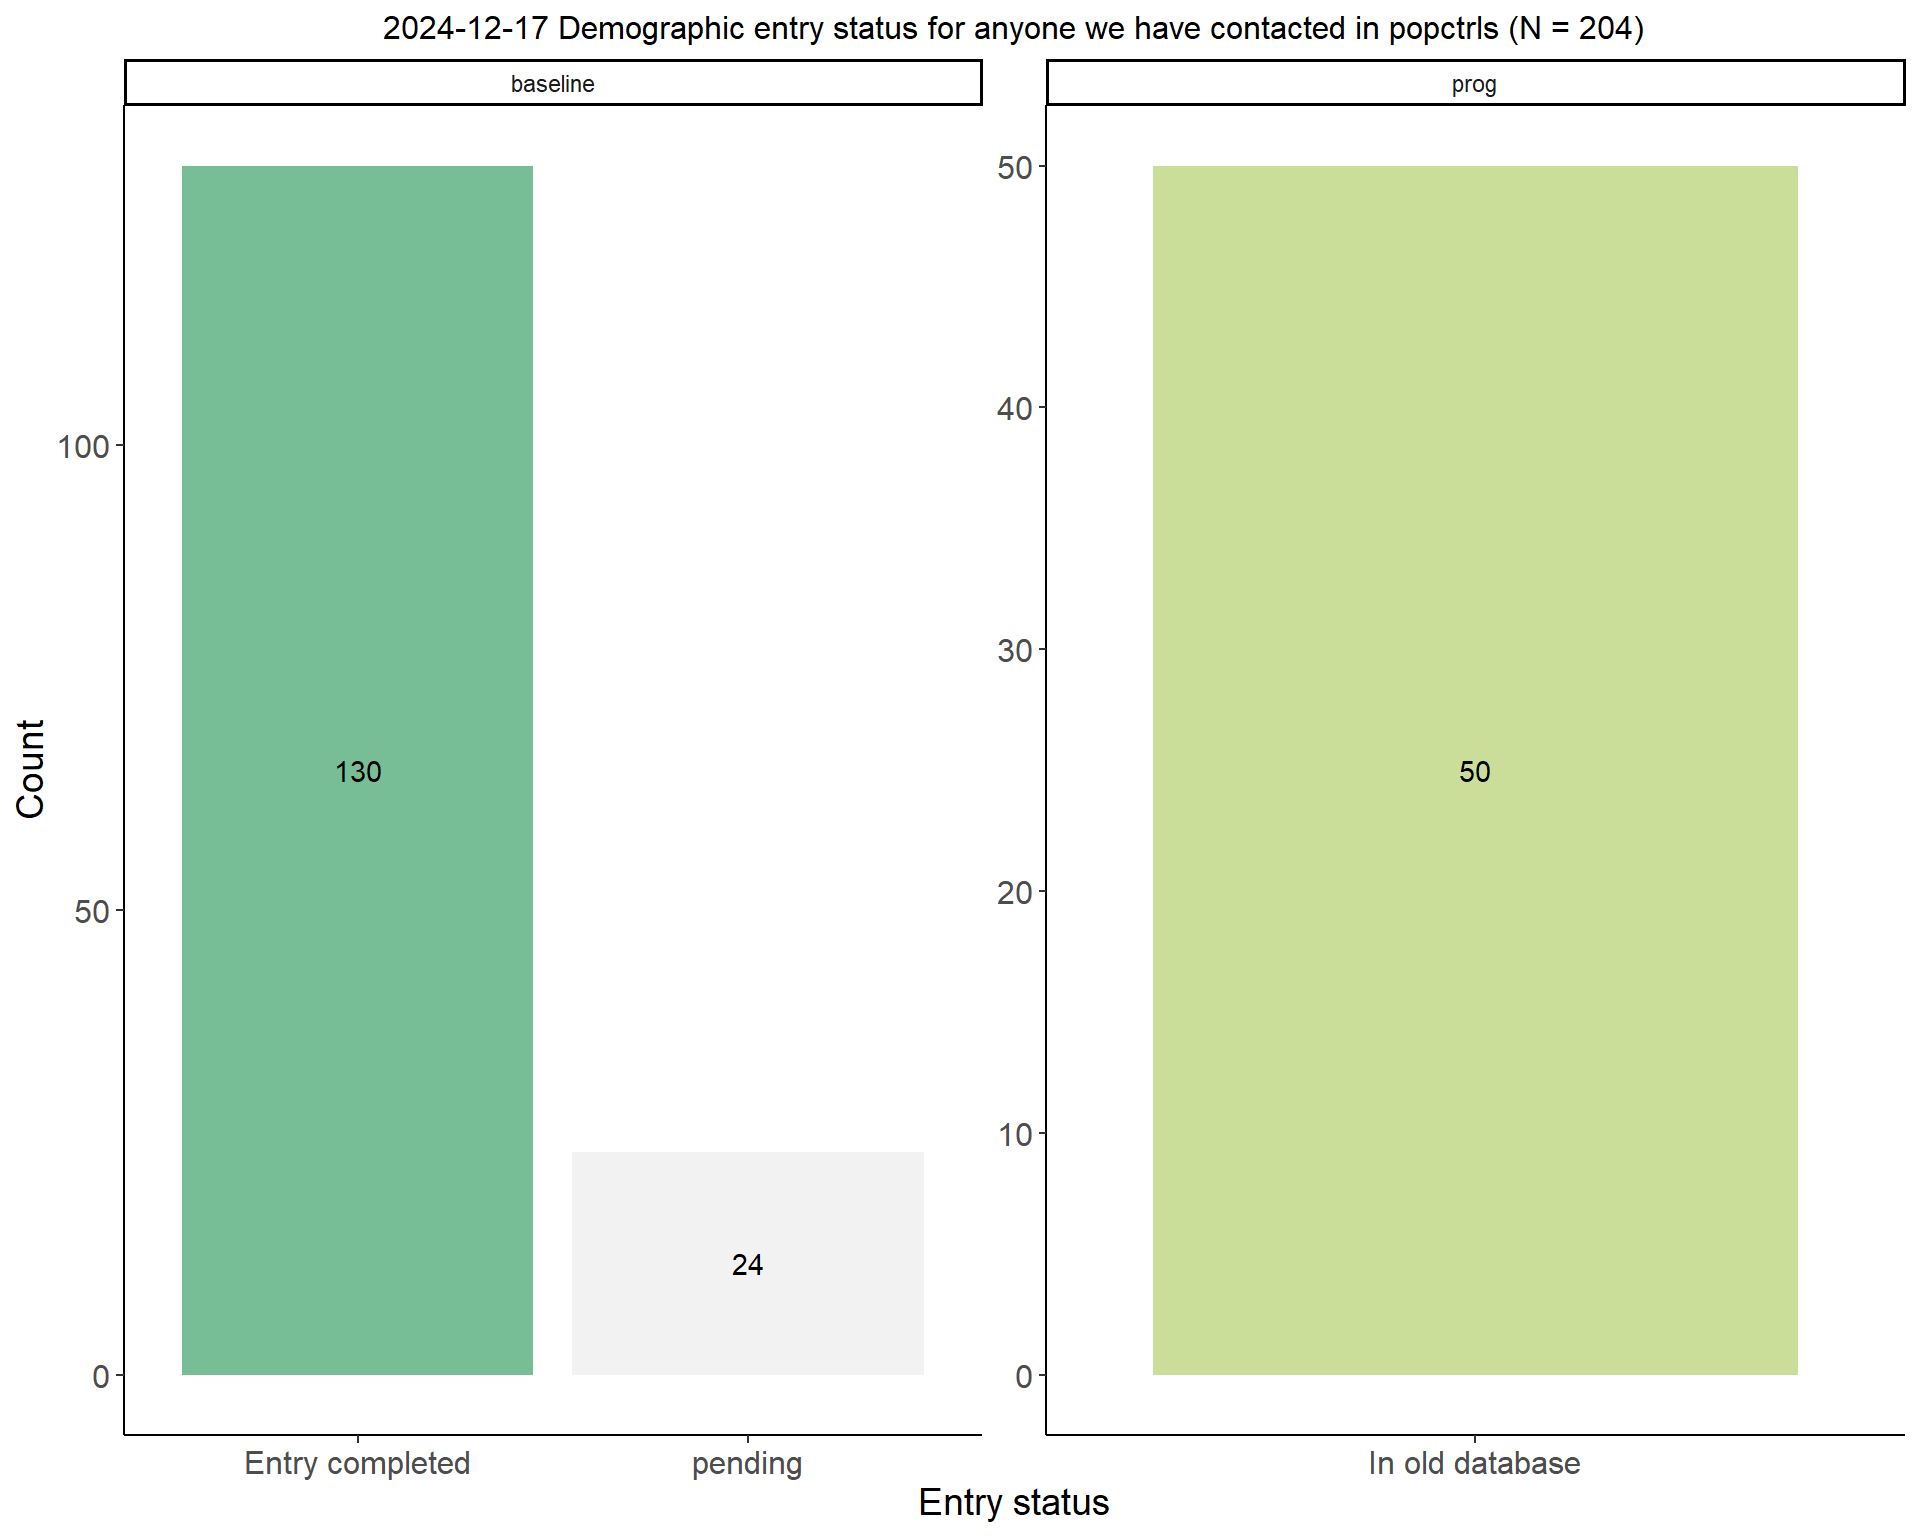 2024-12-17 Demographic entry status for anyone we have contacted in popctrls (N = 204)
baseline
prog
Count
100
50
0
130
24
Entry completed
pending
50
40
30
20
10
0
50
In old database
Entry status